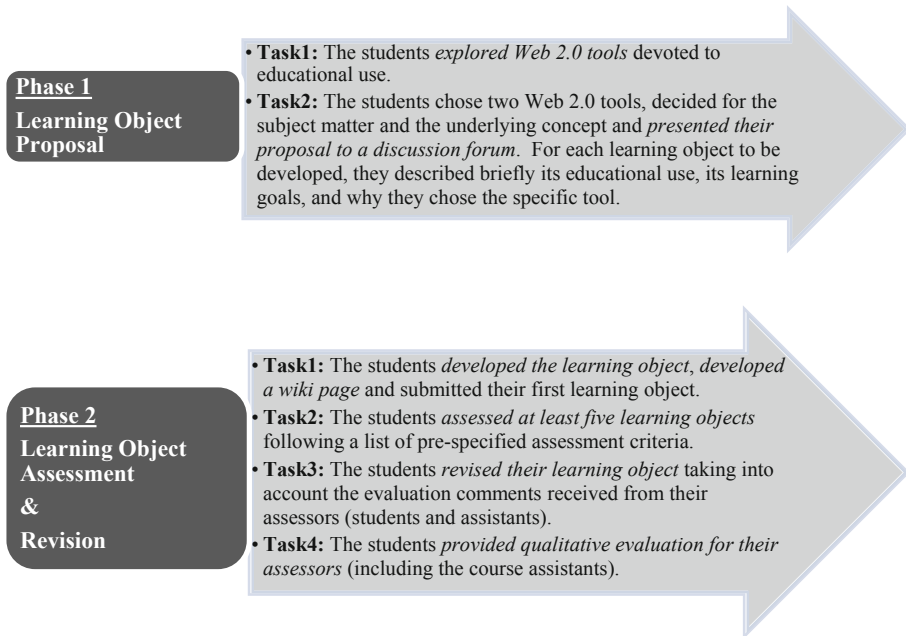 Phase 1
Learning Object
Proposal
• Task1: The students explored Web 2.0 tools devoted to
educational use.
• Task2: The students chose two Web 2.0 tools, decided for the
subject matter and the underlying concept and presented their
proposal to a discussion forum. For each learning object to be
developed, they described briefly its educational use, its learning
goals, and why they chose the specific tool.
Phase 2
Learning Object
Assessment
&
Revision
• Task1: The students developed the learning object, developed
a wiki page and submitted their first learning object.
• Task2: The students assessed at least five learning objects
following a list of pre-specified assessment criteria.
• Task3: The students revised their learning object taking into
account the evaluation comments received from their
assessors (students and assistants).
• Task4: The students provided qualitative evaluation for their
assessors (including the course assistants).